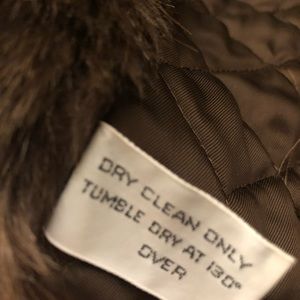 DRY CLEAN ONLY
TUMBLE DRY AT 130°
OVER